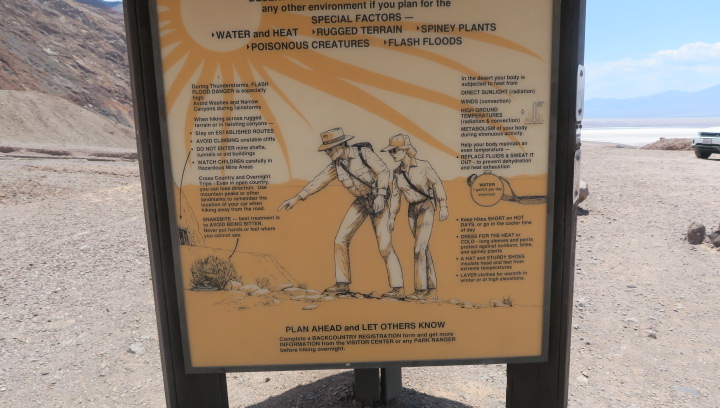 any other environment if you plan for the
SPECIAL FACTORS —
WATER and HEAT RUGGED TERRAIN SPINEY PLANTS
POISONOUS CREATURES FLASH FLOODS
During Thunderstorms, FLASH
FLOOD DANGER is especially
high.
Avoid Washes and Narrow
Canyons during rainstorms
When hiking across rugged
terrain or in twisting canyons —
Stay on ESTABLISHED ROUTES
AVOID CLIMBING unstable cliffs
DO NOT ENTER mine shafts,
tunnels or old buildings
WATCH CHILDREN carefully in
Hazardous Mine Areas
Cross Country and Overnight
Trips - Even in open country,
you can lose direction. Use
mountain peaks or other
landmarks to remember the
location of your car when
hiking away from the road.
SNAKEBITE — best treatment is
to AVOID BEING BITTEN.
Never put hands or feet where
you cannot see.
In the desert your body is
subjected to heat from
DIRECT SUNLIGHT (radiation)
WINDS (convection)
HIGH GROUND
TEMPERATURES
(radiation & convection)
METABOLISM of your body
during strenuous activity.
Help your body maintain an
even temperature —
• REPLACE FLUIDS & SWEAT IT
OUT - to prevent dehydration
and heat exhaustion
WATER
• Keep hikes SHORT on HOT
DAYS, or go in the cooler time
of day
• DRESS FOR THE HEAT or
COLD - long sleeves and pants
protect against sunburn, bites,
and spiney plants
• A HAT and STURDY SHOES
insulate head and feet from
extreme temperatures
• LAYER clothes for warmth in
winter or at high elevations.
PLAN AHEAD and LET OTHERS KNOW
Complete a BACKCOUNTRY REGISTRATION form and get more
INFORMATION from the VISITOR CENTER or any PARK RANGER
before hiking overnight.